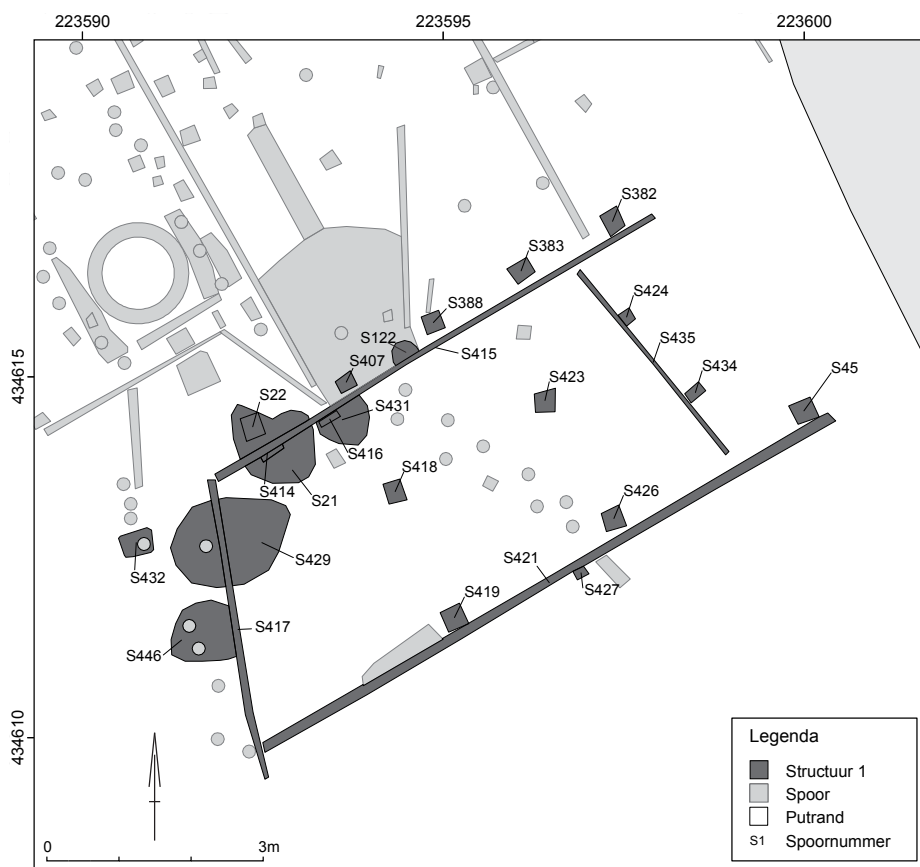 223590 223595 223600
S382
S383
S424
S388
S435
S122
S415
S407
S434
434615
S423
S45
S22
S431
S416
S418
S414
S21
S426
S429
S421
S432
S427
S419
S417
S446
434610
Legenda
Structuur 1
Spoor
Putrand
S1 Spoornummer
0 3m